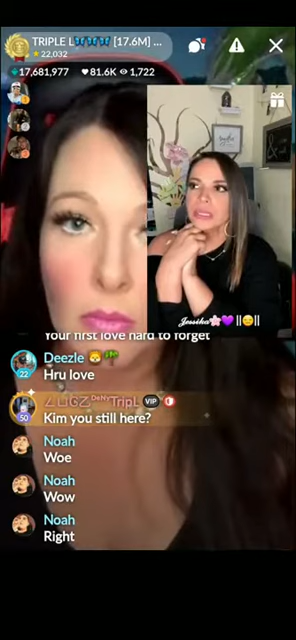 TRIPLE L🦋🦋🦋 [17.6M] ...
22,032
17,681,977 81.6K 1,722
Jessika🌸💜||😊||
Your first love hard to forget
Deezle 🦁🌴
22
Hru love
ᴰᵉᴺʸTripL VIP
50
Kim you still here?
Noah
Woe
Noah
Wow
Noah
Right